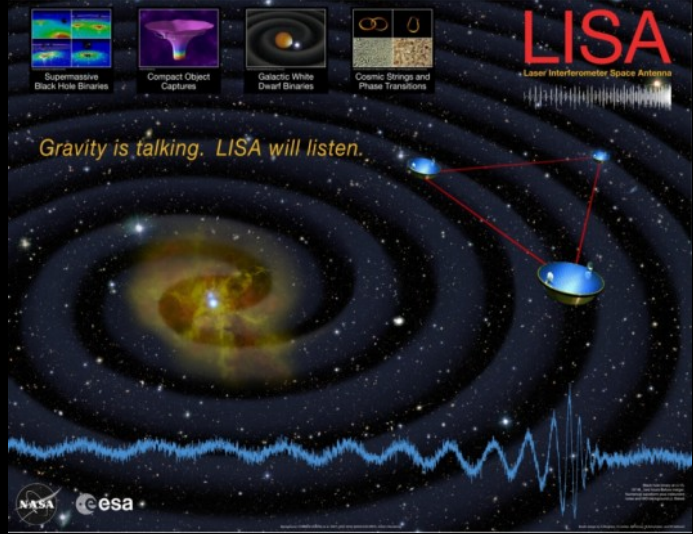 Supermassive
Black Hole Binaries
Compact Object
Captures
Galactic White
Dwarf Binaries
Cosmic Strings and
Phase Transitions
LISA
Laser Interferometer Space Antenna
Gravity is talking. LISA will listen.
NASA
esa